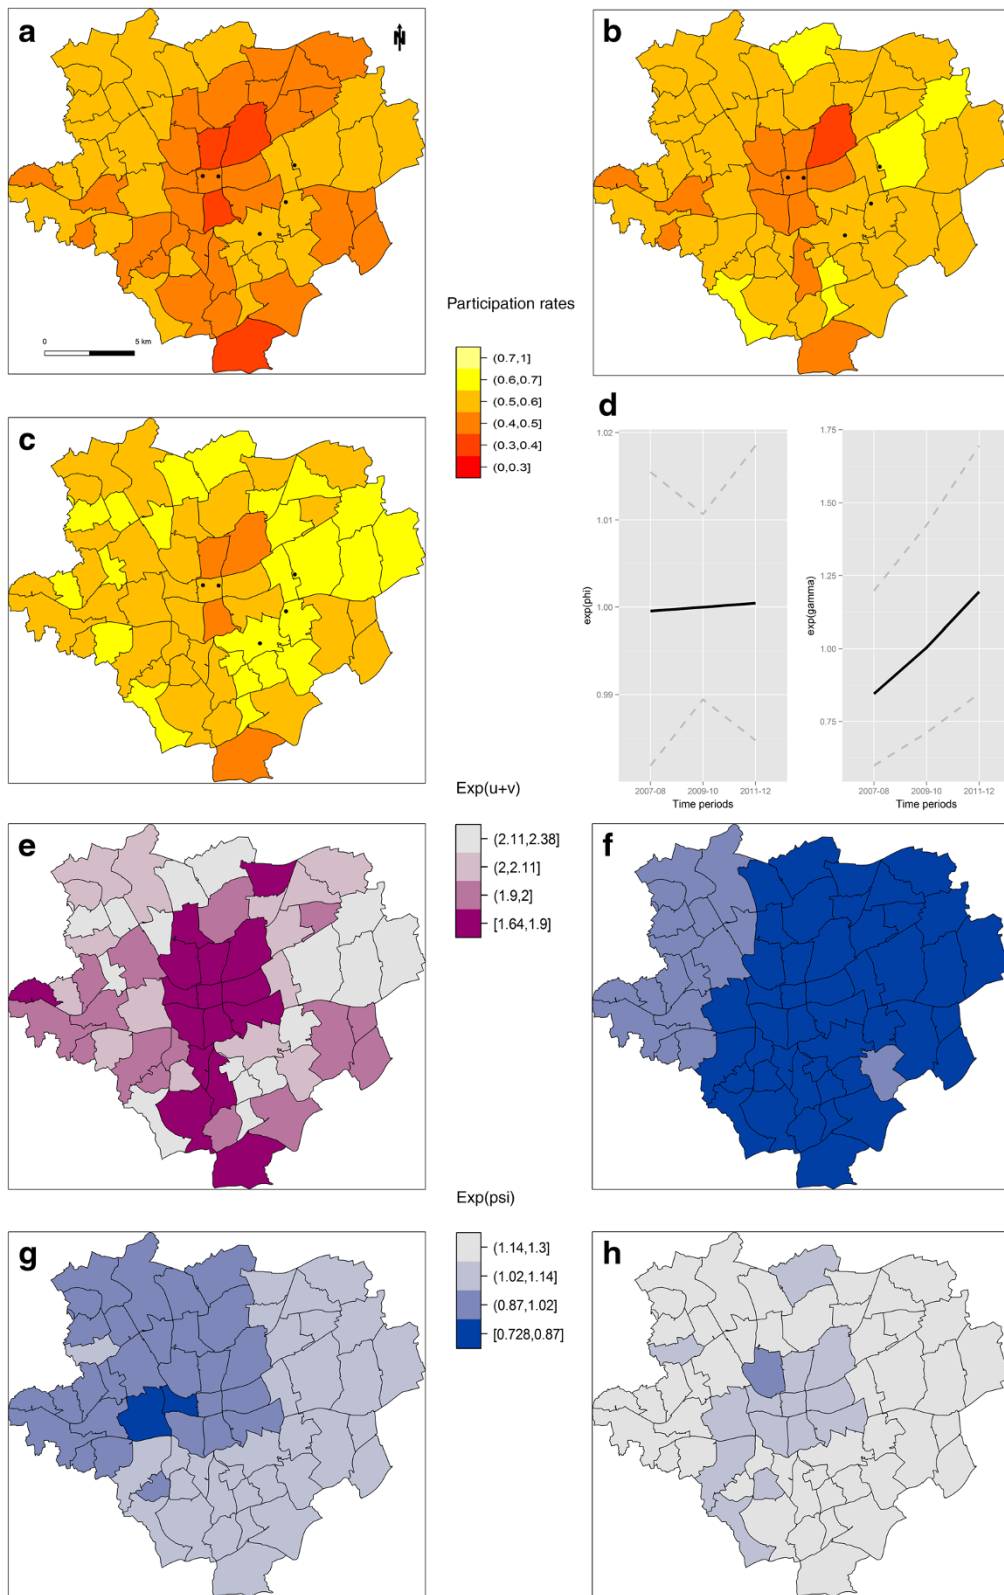 a
N
b
0
5 km
Participation rates
(0.7,1]
(0.6,0.7]
(0.5,0.6]
(0.4,0.5]
(0.3,0.4]
(0,0.3]
c
d
1.02
1.01
1.00
0.99
exp(phi)
2007-08 2009-10 2011-12
Time periods
1.75
1.50
1.25
1.00
0.75
exp(gamma)
2007-08 2009-10 2011-12
Time periods
Exp(u+v)
(2.11,2.38]
(2,2.11]
(1.9,2]
[1.64,1.9]
e
f
Exp(psi)
(1.14,1.3]
(1.02,1.14]
(0.87,1.02]
[0.728,0.87]
g
h